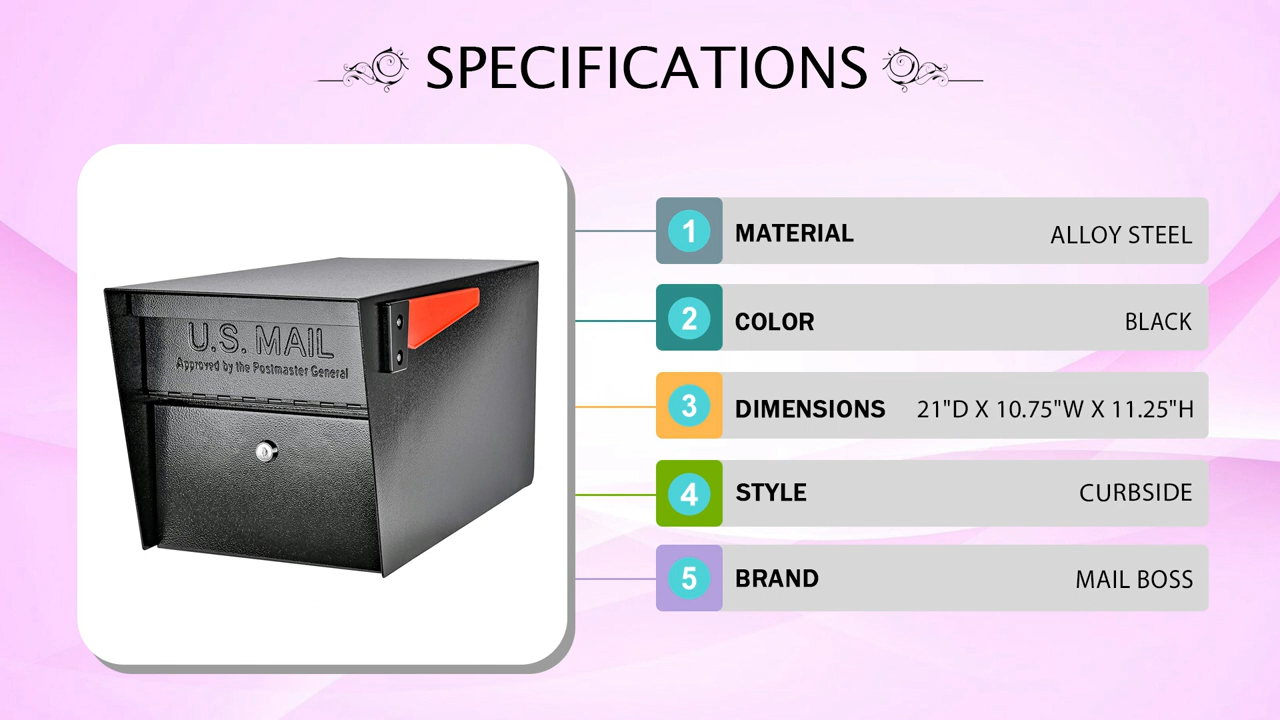 SPECIFICATIONS
U.S. MAIL
Approved by the Postmaster General
1 MATERIAL ALLOY STEEL
2 COLOR BLACK
3 DIMENSIONS 21"D X 10.75"W X 11.25"H
4 STYLE CURBSIDE
5 BRAND MAIL BOSS